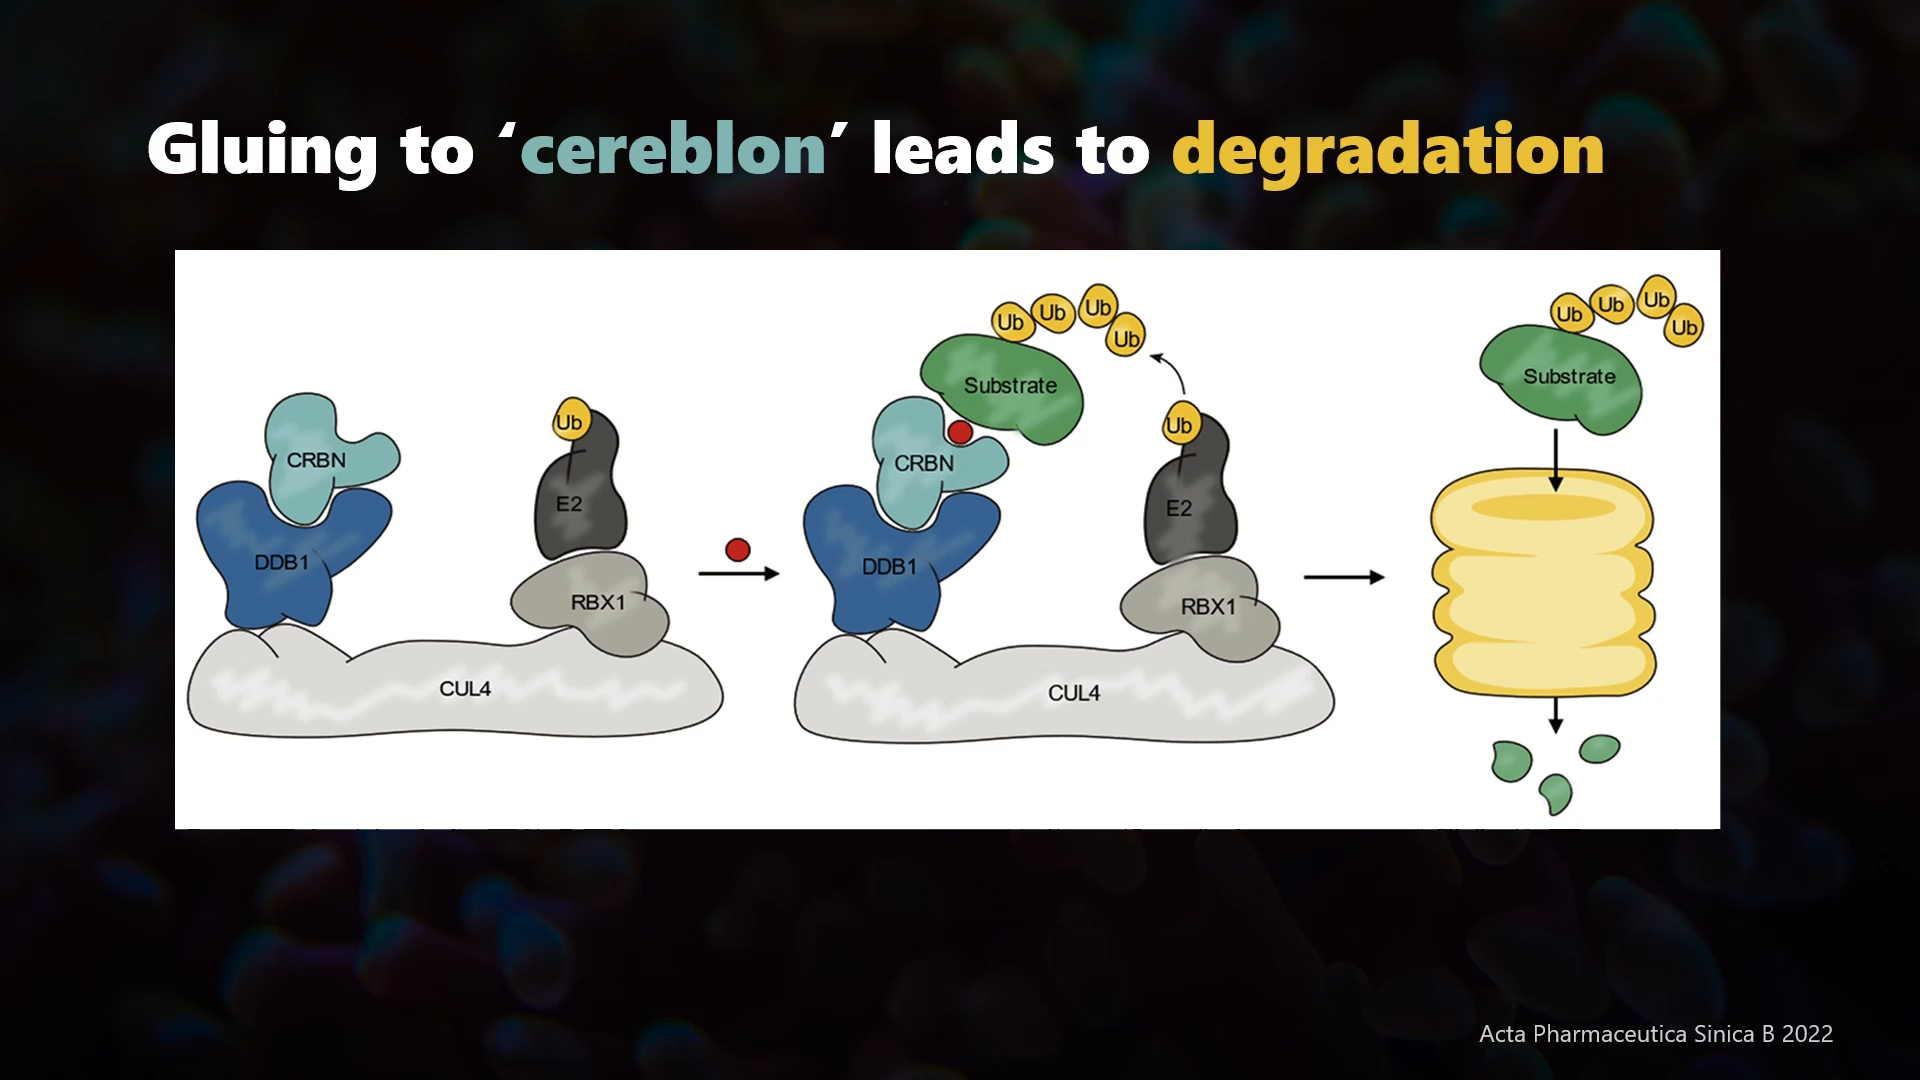 Gluing to ‘cereblon’ leads to degradation
CRBN
DDB1
Ub
E2
RBX1
CUL4
Ub
Ub
Ub
Ub
Substrate
CRBN
DDB1
Ub
E2
RBX1
CUL4
Ub
Ub
Ub
Ub
Substrate
Acta Pharmaceutica Sinica B 2022